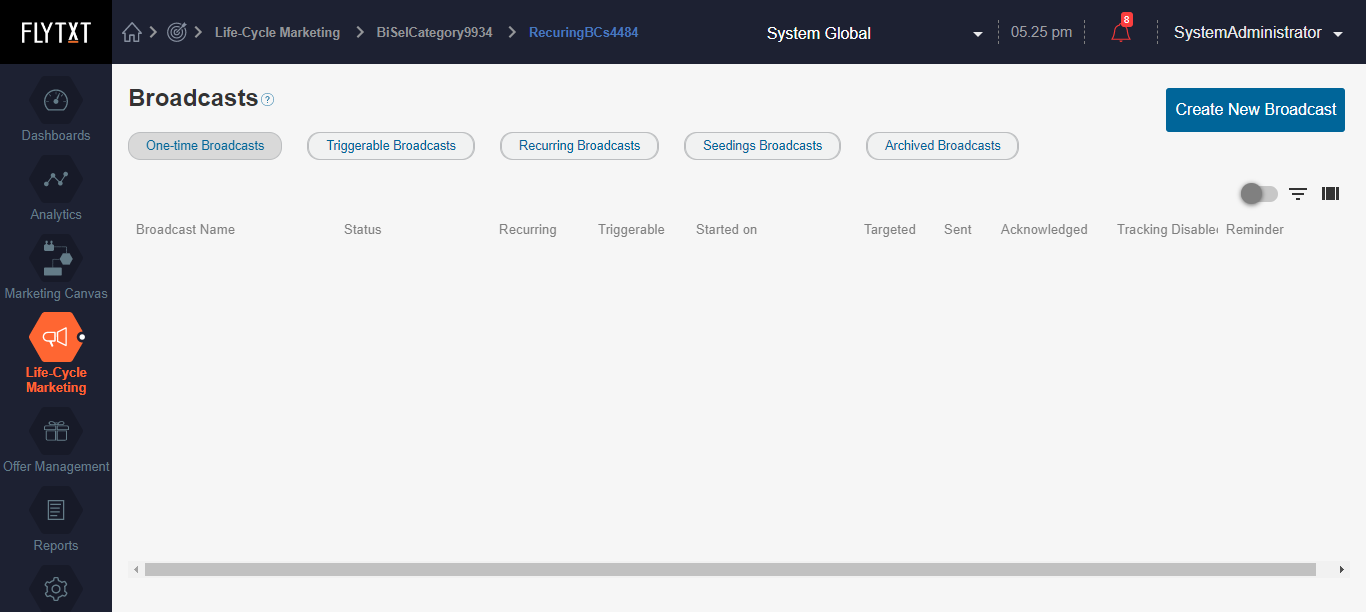 FLYTXT
Life-Cycle Marketing
BiSelCategory9934
RecuringBCs4484
System Global
05.25 pm
8
SystemAdministrator
Dashboards
Analytics
Marketing Canvas
Life-Cycle
Marketing
Offer Management
Reports
Broadcasts ?
Create New Broadcast
One-time Broadcasts
Triggerable Broadcasts
Recurring Broadcasts
Seedings Broadcasts
Archived Broadcasts
Broadcast Name
Status
Recurring
Triggerable
Started on
Targeted
Sent
Acknowledged
Tracking Disable
Reminder